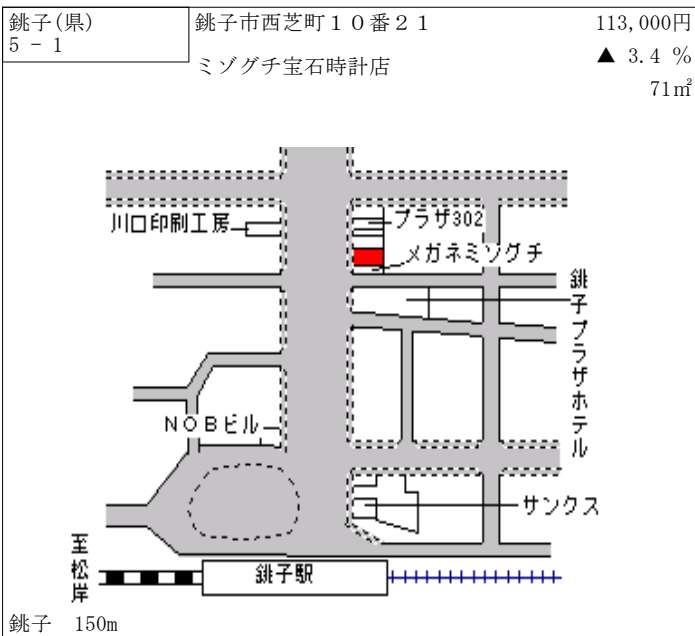 銚子(県)
5 - 1
銚子市西芝町１０番２１
ミゾグチ宝石時計店
113,000円
▲ 3.4 %
71㎡
川口印刷工房
プラザ302
メガネミゾグチ
銚子プラザホテル
ＮＯＢビル
サンクス
至松岸
銚子駅
銚子　150m